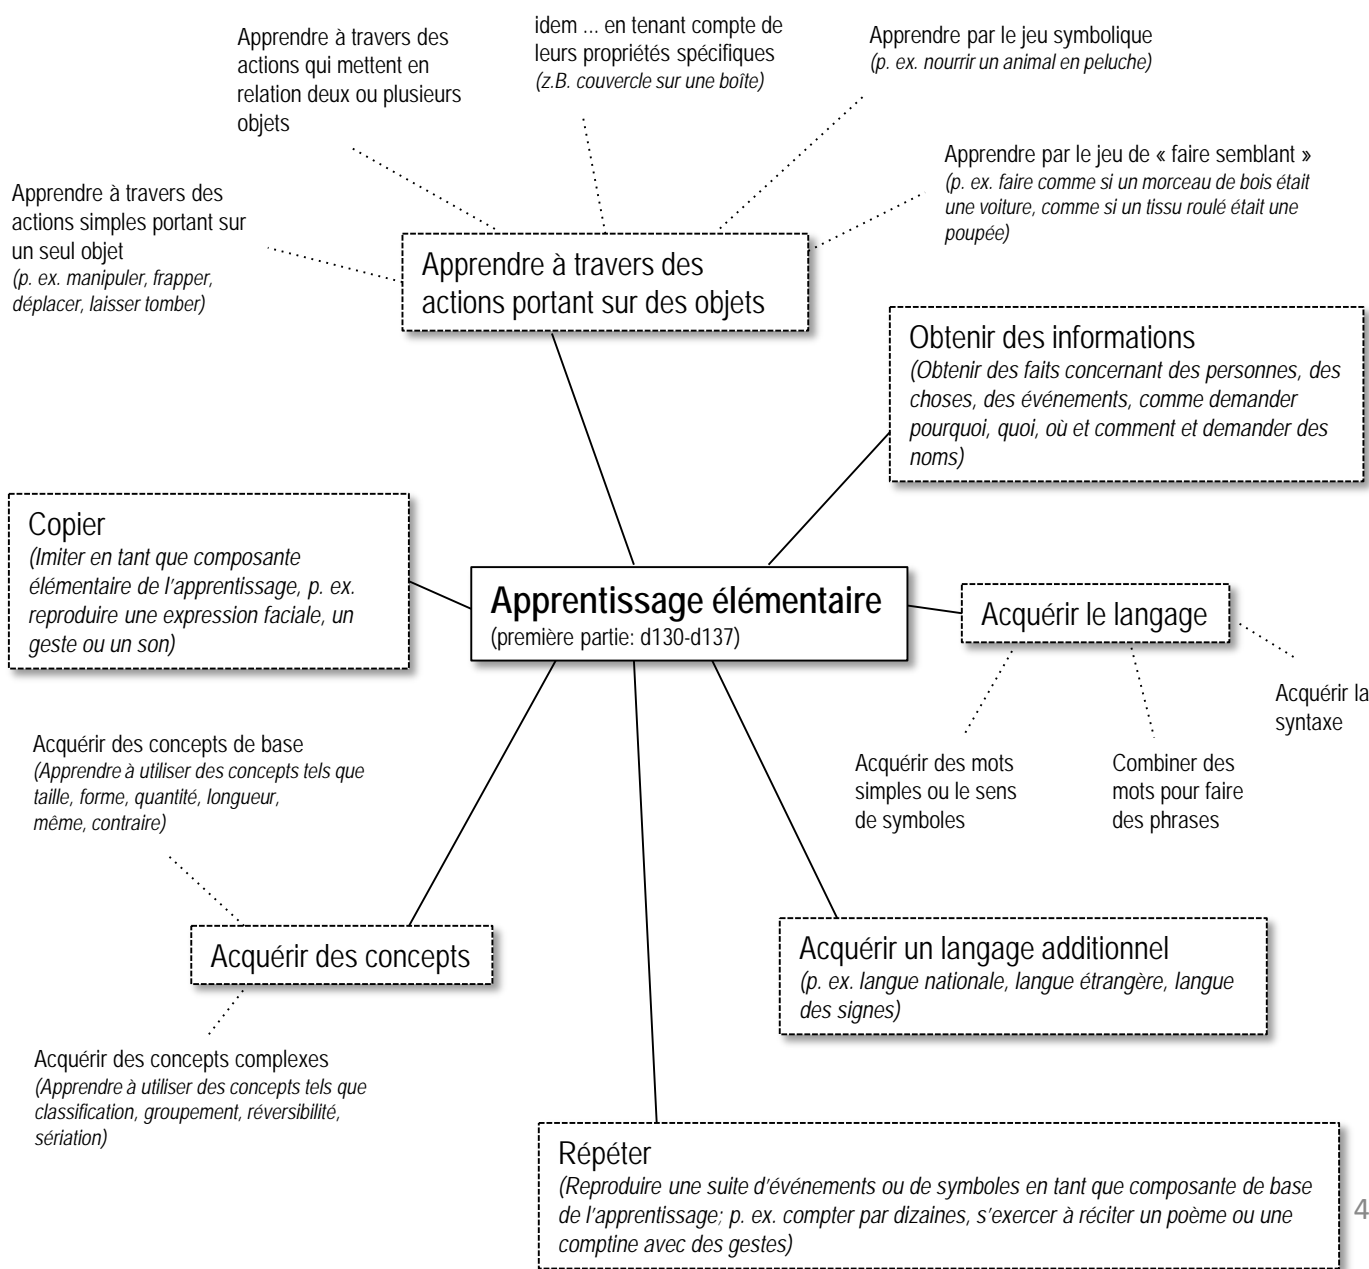 Apprendre à travers des
actions qui mettent en
relation deux ou plusieurs
objets
idem ... en tenant compte de
leurs propriétés spécifiques
(z.B. couvercle sur une boîte)
Apprendre par le jeu symbolique
(p. ex. nourrir un animal en peluche)
Apprendre par le jeu de « faire semblant »
(p. ex. faire comme si un morceau de bois était
une voiture, comme si un tissu roulé était une
poupée)
Apprendre à travers des
actions simples portant sur
un seul objet
(p. ex. manipuler, frapper,
déplacer, laisser tomber)
Apprendre à travers des
actions portant sur des objets
Obtenir des informations
(Obtenir des faits concernant des personnes, des
choses, des événements, comme demander
pourquoi, quoi, où et comment et demander des
noms)
Copier
(Imiter en tant que composante
élémentaire de l'apprentissage, p. ex.
reproduire une expression faciale, un
geste ou un son)
Apprentissage élémentaire
(première partie: d130-d137)
Acquérir le langage
Acquérir la
syntaxe
Acquérir des mots
simples ou le sens
de symboles
Combiner des
mots pour faire
des phrases
Acquérir des concepts de base
(Apprendre à utiliser des concepts tels que
taille, forme, quantité, longueur,
même, contraire)
Acquérir des concepts
Acquérir un langage additionnel
(p. ex. langue nationale, langue étrangère, langue
des signes)
Acquérir des concepts complexes
(Apprendre à utiliser des concepts tels que
classification, groupement, réversibilité,
sériation)
Répéter
(Reproduire une suite d'événements ou de symboles en tant que composante de base
de l'apprentissage; p. ex. compter par dizaines, s'exercer à réciter un poème ou une
comptine avec des gestes)
4